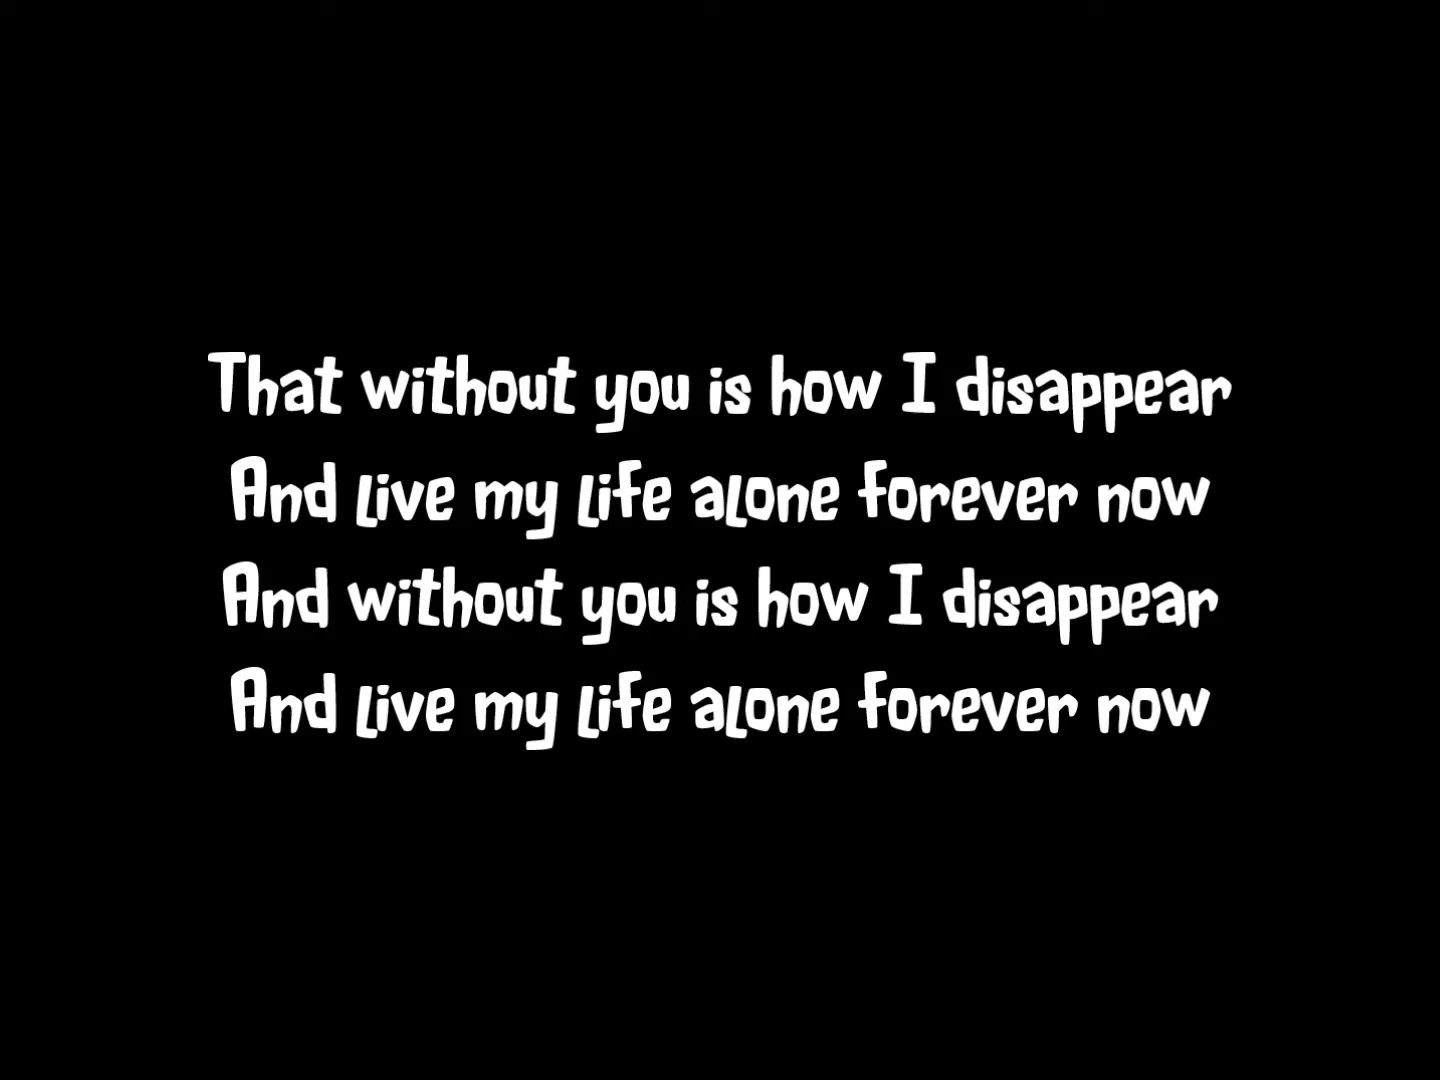 That without you is how I disappear
And live my life alone forever now
And without you is how I disappear
And live my life alone forever now